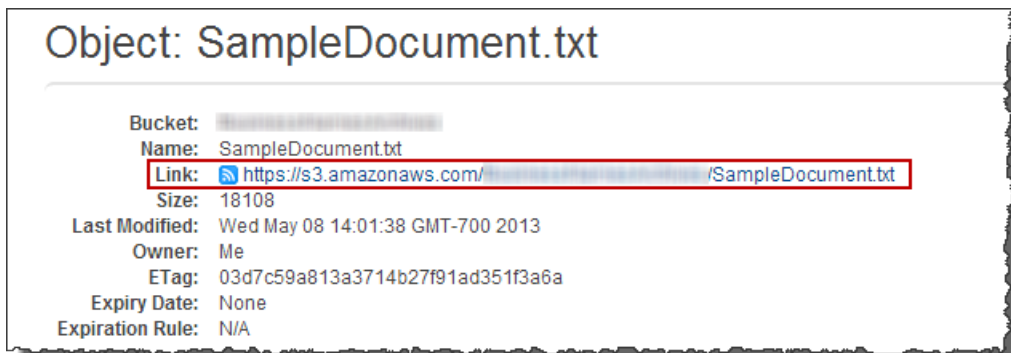 Object: SampleDocument.txt
Bucket:
Name: SampleDocument.txt
Link: https://s3.amazonaws.com/ /SampleDocument.txt
Size: 18108
Last Modified: Wed May 08 14:01:38 GMT-700 2013
Owner: Me
ETag: 03d7c59a813a3714b27f91ad351f3a6a
Expiry Date: None
Expiration Rule: N/A